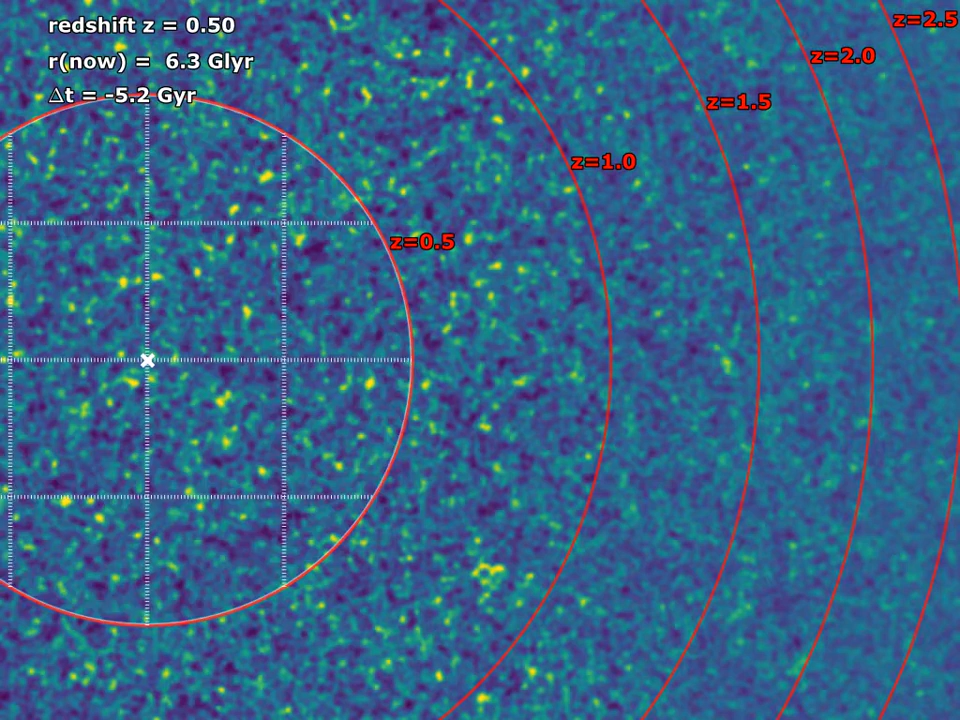 redshift z = 0.50
r(now) =  6.3 Glyr
Δt = -5.2 Gyr
z=2.5
z=2.0
z=1.5
z=1.0
z=0.5